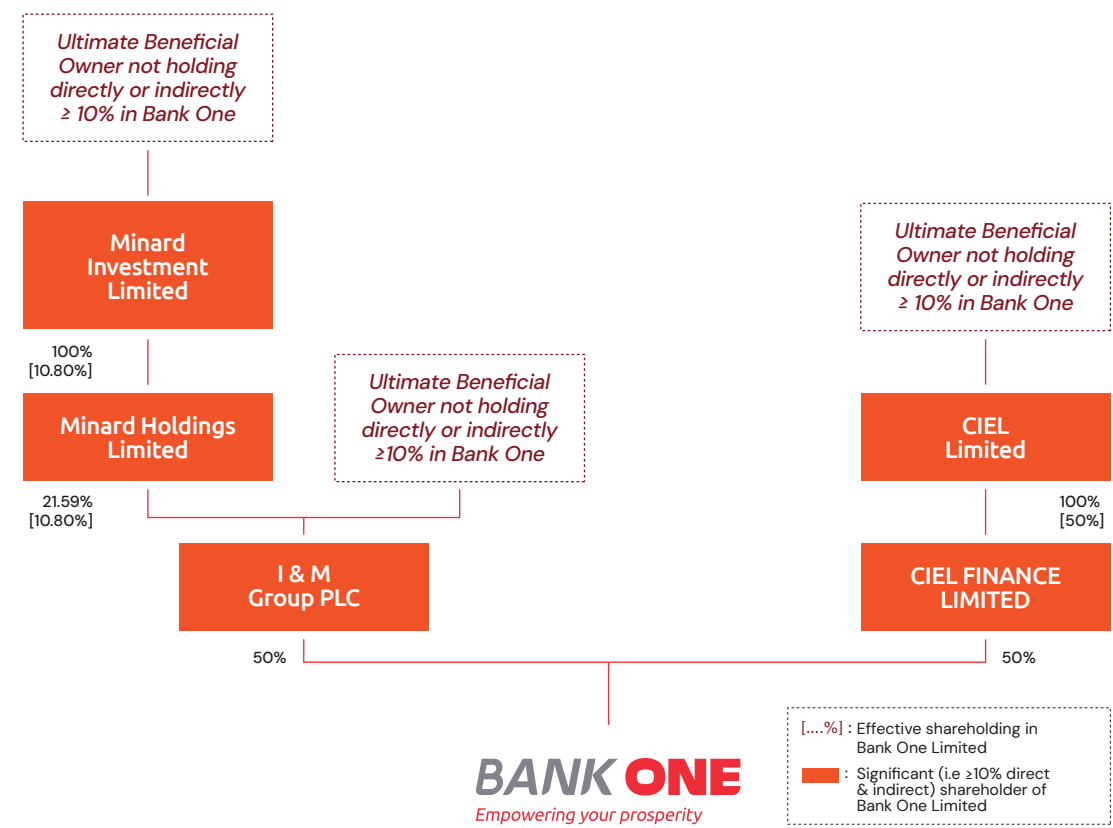 Ultimate Beneficial
Owner not holding
directly or indirectly
≥ 10% in Bank One
Minard
Investment
Limited
100%
[10.80%]
Minard Holdings
Limited
21.59%
[10.80%]
Ultimate Beneficial
Owner not holding
directly or indirectly
≥10% in Bank One
I & M
Group PLC
50%
Ultimate Beneficial
Owner not holding
directly or indirectly
≥ 10% in Bank One
CIEL
Limited
100%
[50%]
CIEL FINANCE
LIMITED
50%
BANK ONE
Empowering your prosperity
[....%] : Effective shareholding in
Bank One Limited
: Significant (i.e ≥10% direct
& indirect) shareholder of
Bank One Limited